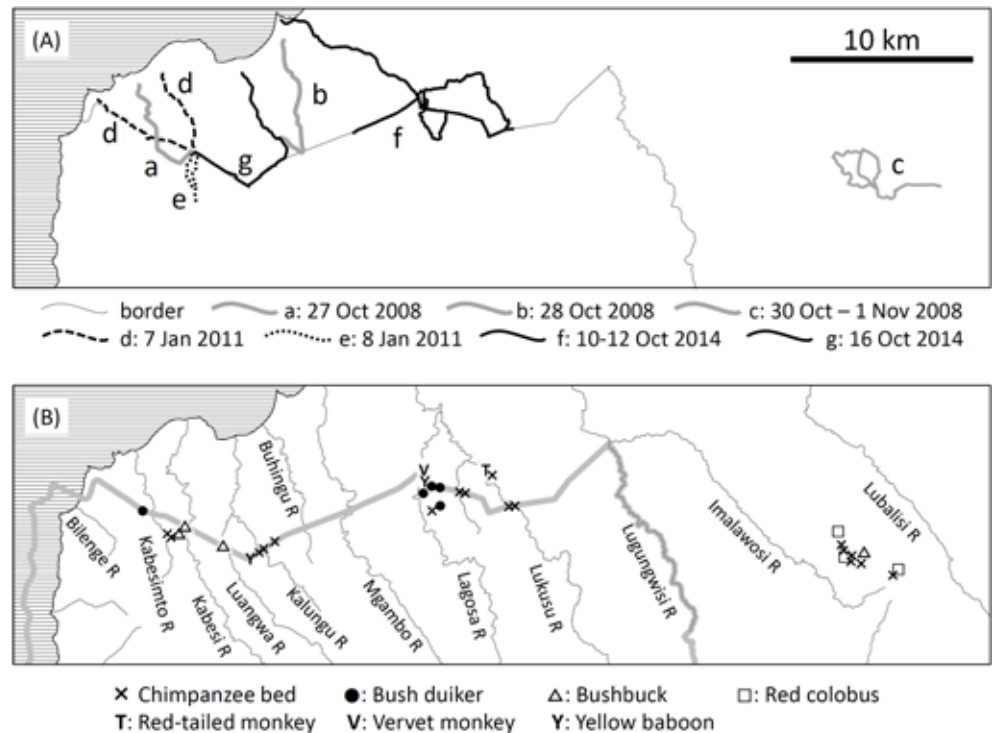 (A)
10 km
d
b
d
f
a
g
c
e
border a: 27 Oct 2008 b: 28 Oct 2008 c: 30 Oct – 1 Nov 2008
d: 7 Jan 2011 e: 8 Jan 2011 f: 10-12 Oct 2014 g: 16 Oct 2014
(B)
Bilenge R
Kabesimto R
Kabesi R
Luangwa R
Buhingu R
Kalungu R
Mgambo R
Lagosa R
Lukusu R
Lugungwisi R
Imalawosi R
Lubalisi R
V
Y
T
Y
×: Chimpanzee bed ●: Bush duiker △: Bushbuck □: Red colobus
T: Red-tailed monkey V: Vervet monkey Y: Yellow baboon